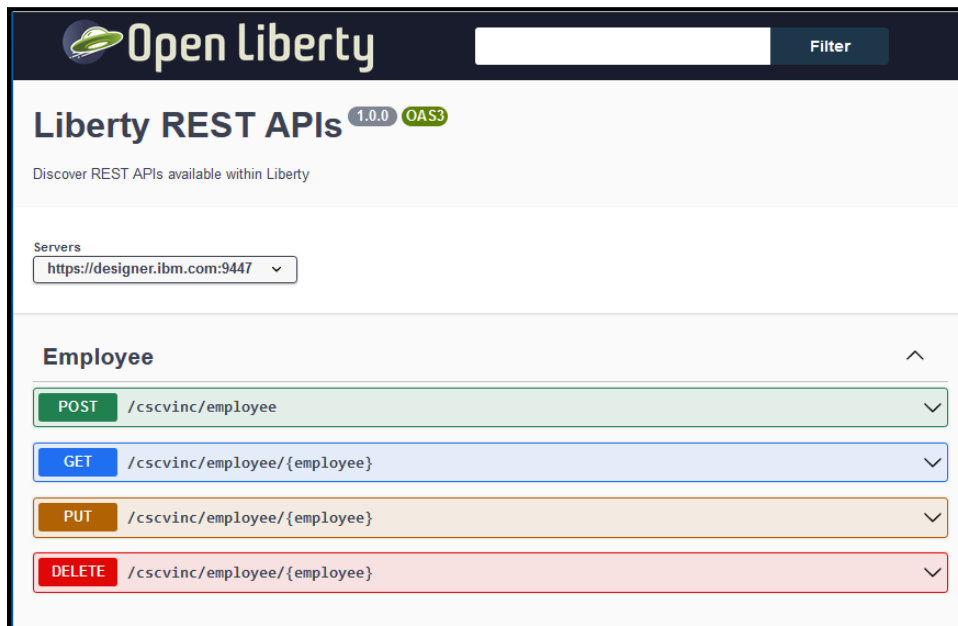 Open Liberty
Filter
Liberty REST APIs 1.0.0 OAS3
Discover REST APIs available within Liberty
Servers
https://designer.ibm.com:9447
Employee
POST /cscvinc/employee
GET /cscvinc/employee/{employee}
PUT /cscvinc/employee/{employee}
DELETE /cscvinc/employee/{employee}